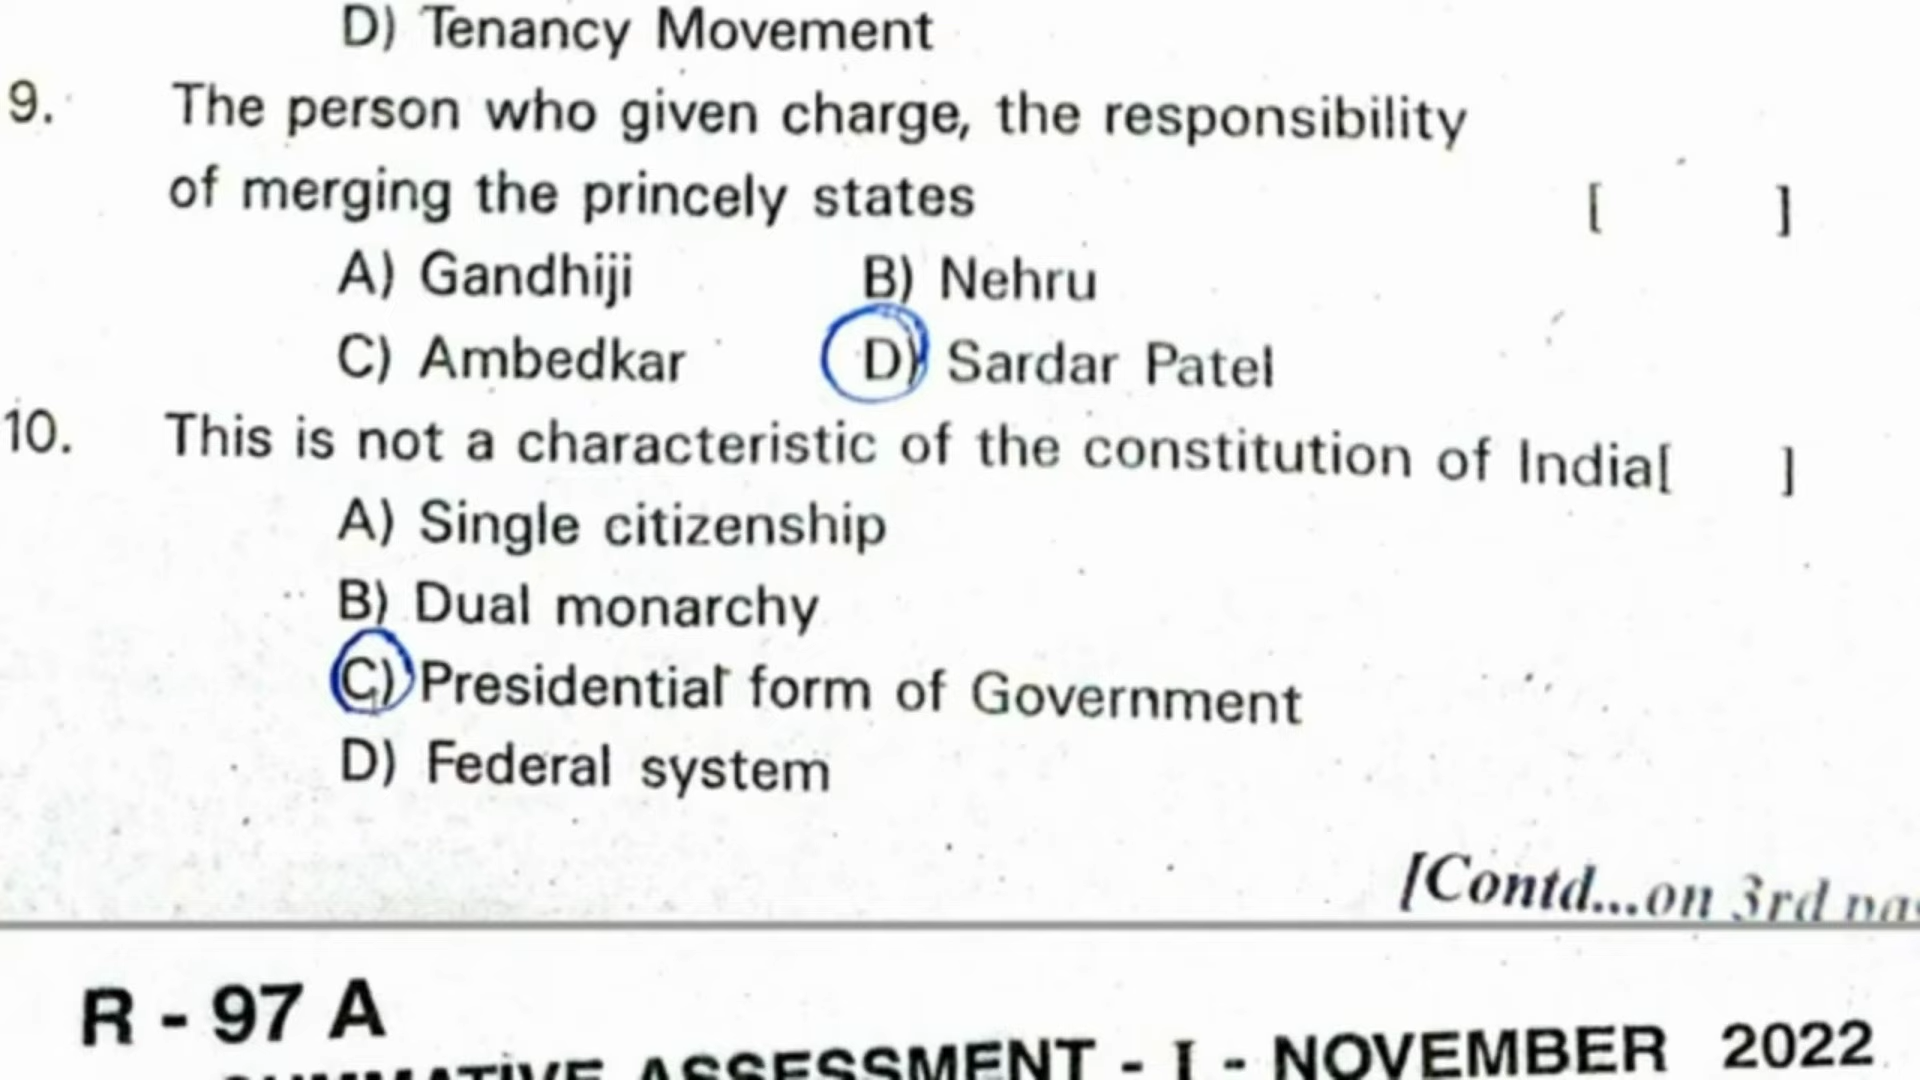 D) Tenancy Movement
9. The person who given charge, the responsibility
of merging the princely states [ ]
A) Gandhiji B) Nehru
C) Ambedkar D) Sardar Patel
10. This is not a characteristic of the constitution of India[ ]
A) Single citizenship
B) Dual monarchy
C) Presidential form of Government
D) Federal system
[Contd...on 3rd
R - 97 A
SUMMATIVE ASSESSMENT - I - NOVEMBER 2022